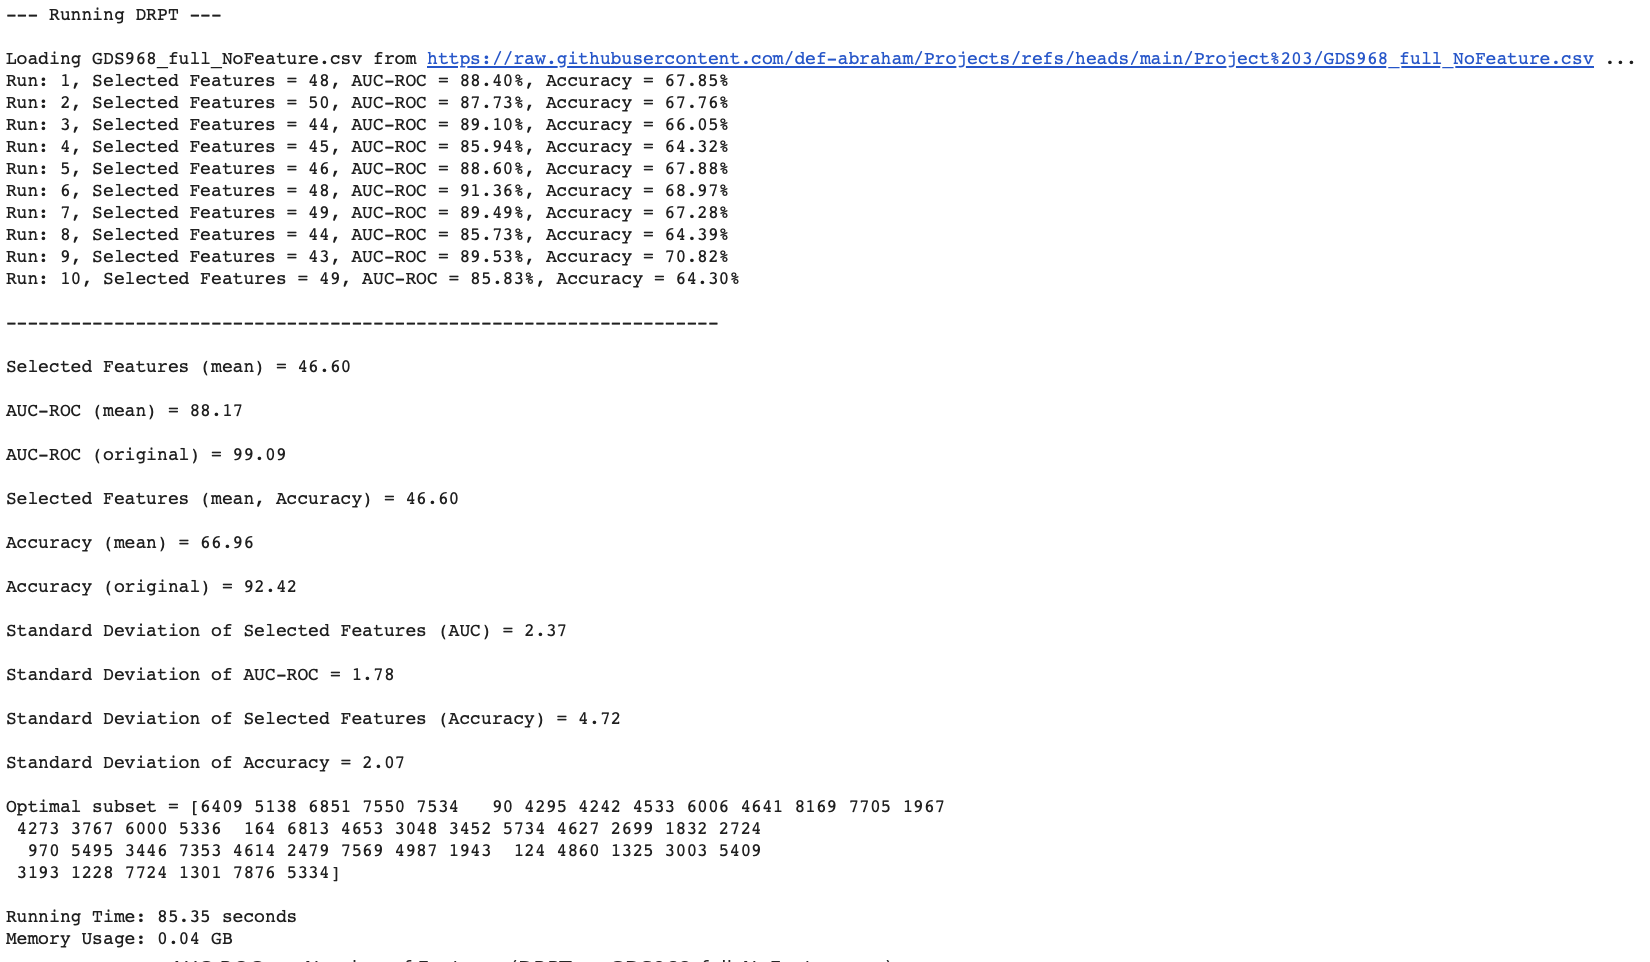 --- Running DRPT ---
Loading GDS968_full_NoFeature.csv from https://raw.githubusercontent.com/def-abraham/Projects/refs/heads/main/Project%203/GDS968_full_NoFeature.csv ...
Run: 1, Selected Features = 48, AUC-ROC = 88.40%, Accuracy = 67.85%
Run: 2, Selected Features = 50, AUC-ROC = 87.73%, Accuracy = 67.76%
Run: 3, Selected Features = 44, AUC-ROC = 89.10%, Accuracy = 66.05%
Run: 4, Selected Features = 45, AUC-ROC = 85.94%, Accuracy = 64.32%
Run: 5, Selected Features = 46, AUC-ROC = 88.60%, Accuracy = 67.88%
Run: 6, Selected Features = 48, AUC-ROC = 91.36%, Accuracy = 68.97%
Run: 7, Selected Features = 49, AUC-ROC = 89.49%, Accuracy = 67.28%
Run: 8, Selected Features = 44, AUC-ROC = 85.73%, Accuracy = 64.39%
Run: 9, Selected Features = 43, AUC-ROC = 89.53%, Accuracy = 70.82%
Run: 10, Selected Features = 49, AUC-ROC = 85.83%, Accuracy = 64.30%
------------------------------------------------------------------
Selected Features (mean) = 46.60
AUC-ROC (mean) = 88.17
AUC-ROC (original) = 99.09
Selected Features (mean, Accuracy) = 46.60
Accuracy (mean) = 66.96
Accuracy (original) = 92.42
Standard Deviation of Selected Features (AUC) = 2.37
Standard Deviation of AUC-ROC = 1.78
Standard Deviation of Selected Features (Accuracy) = 4.72
Standard Deviation of Accuracy = 2.07
Optimal subset = [6409 5138 6851 7550 7534   90 4295 4242 4533 6006 4641 8169 7705 1967
 4273 3767 6000 5336  164 6813 4653 3048 3452 5734 4627 2699 1832 2724
  970 5495 3446 7353 4614 2479 7569 4987 1943  124 4860 1325 3003 5409
 3193 1228 7724 1301 7876 5334]
Running Time: 85.35 seconds
Memory Usage: 0.04 GB